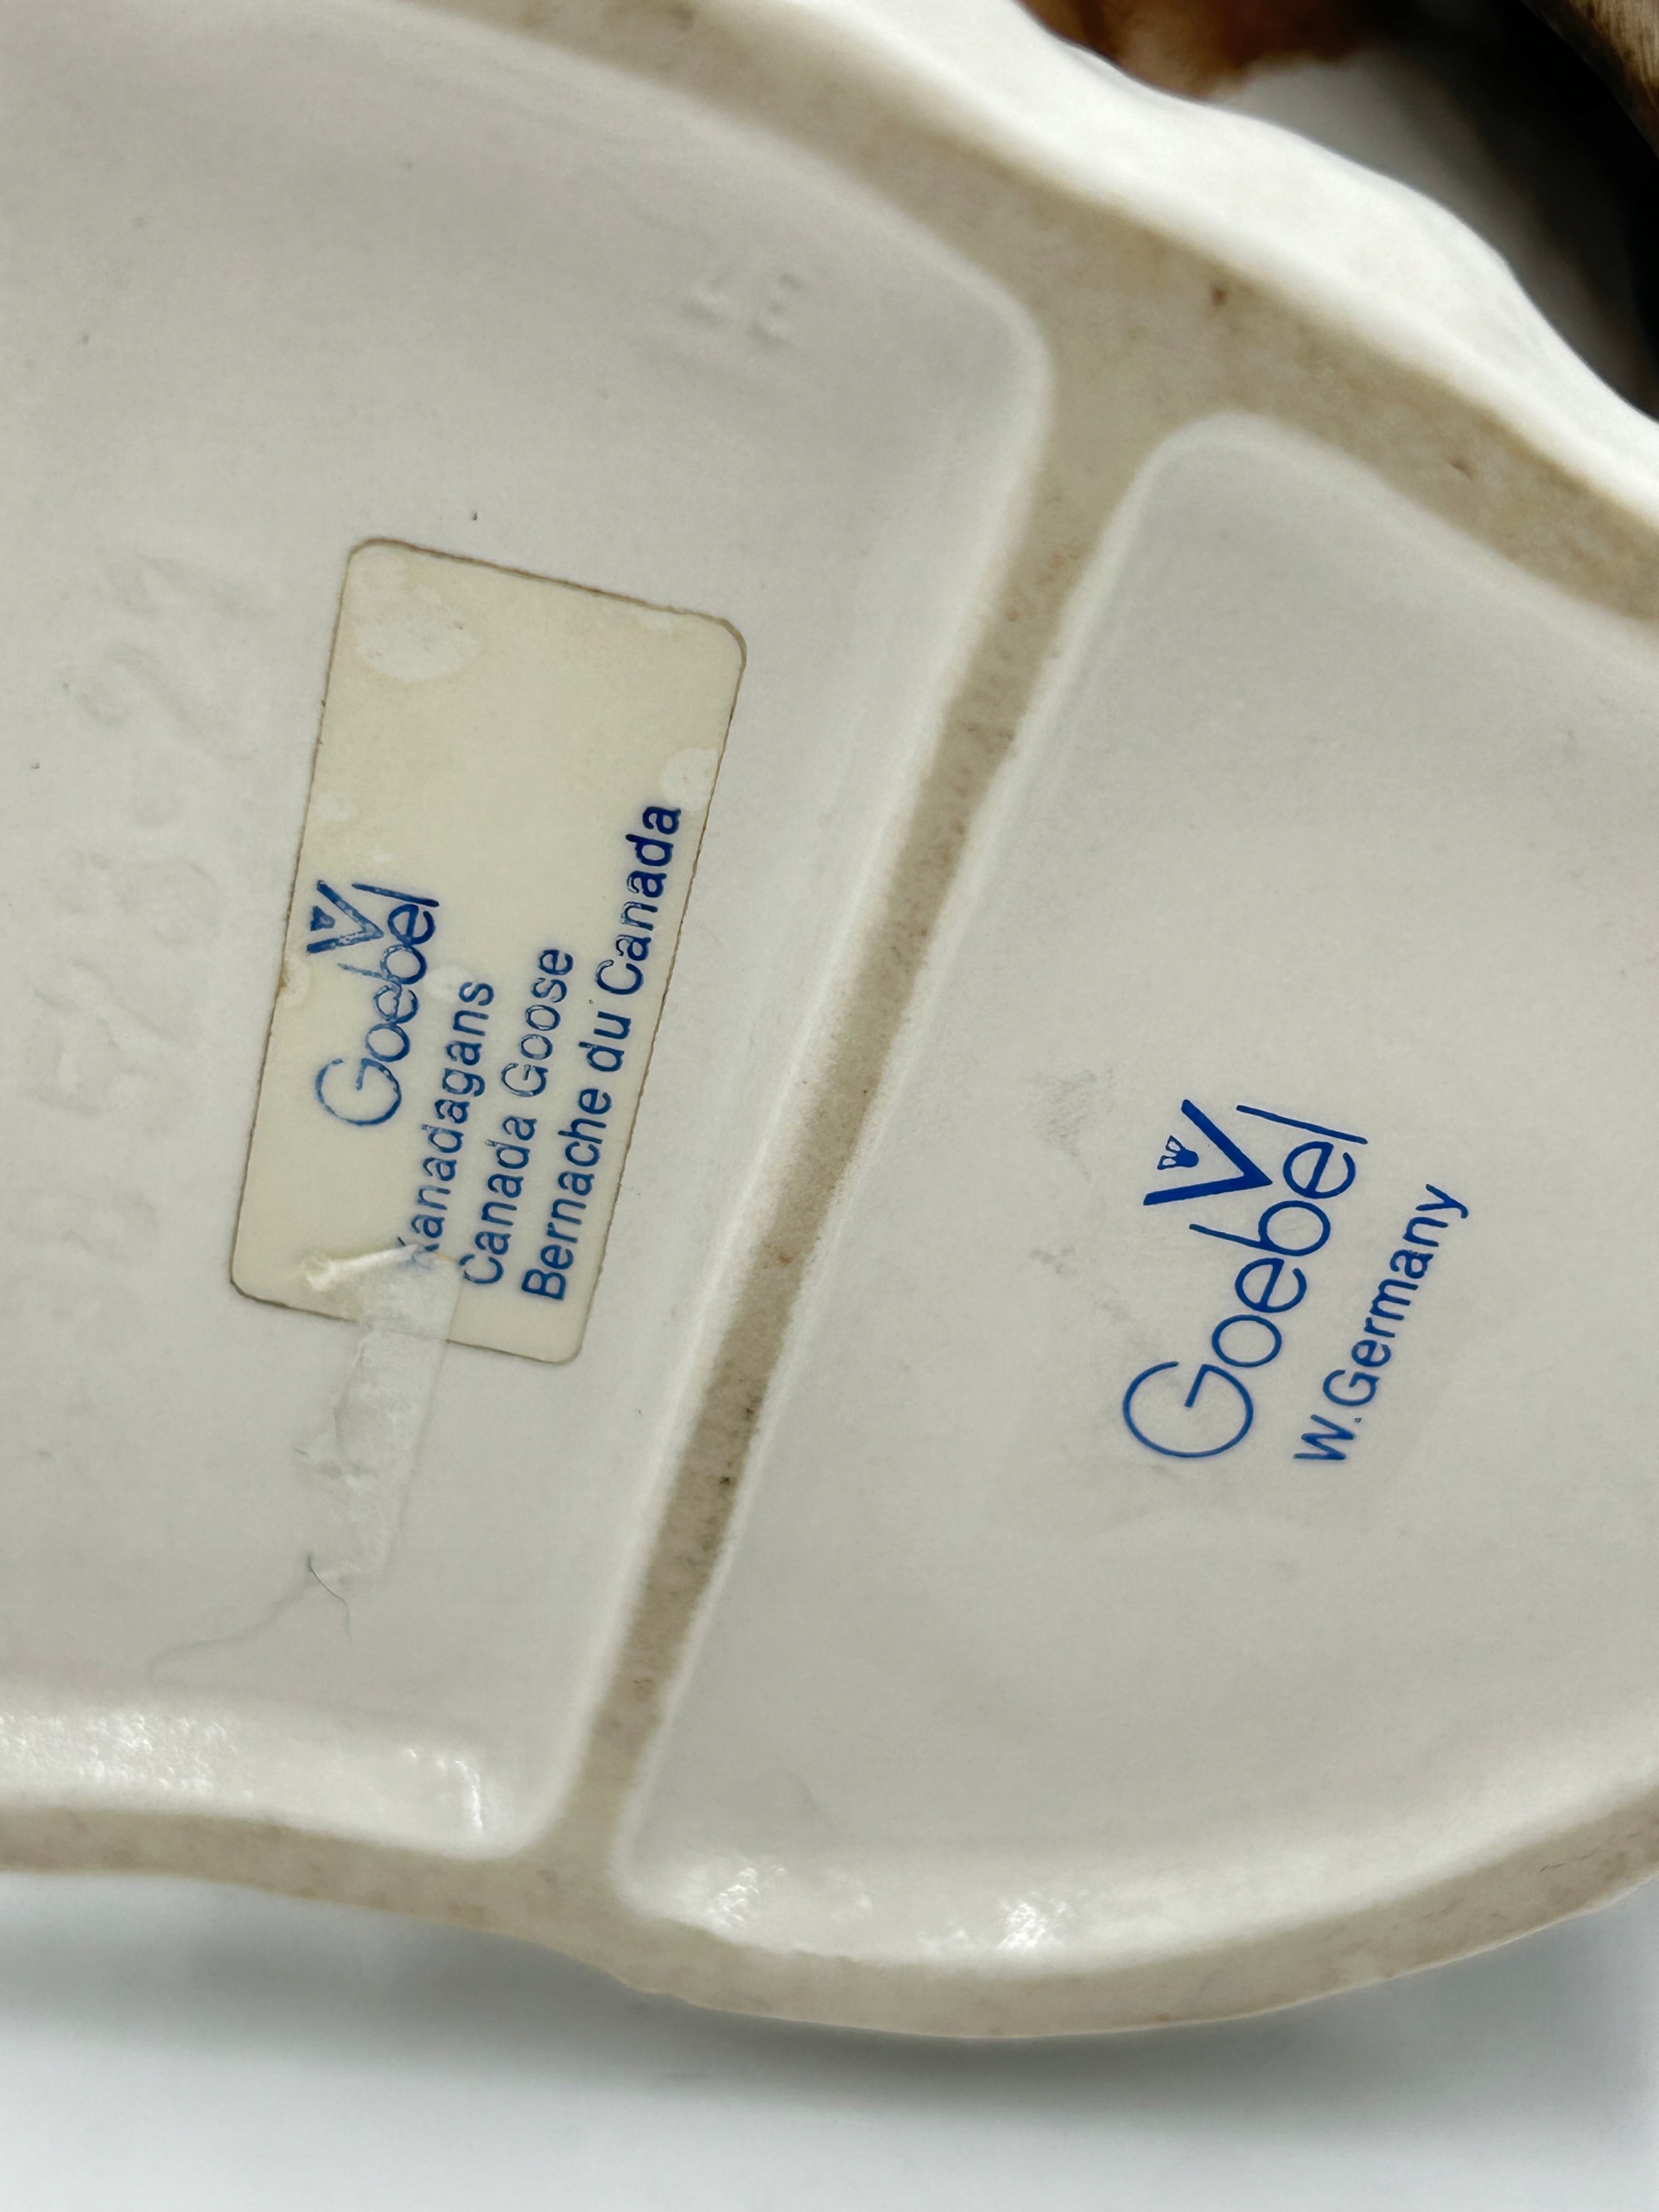 Goebel
Kanadagans
Canada Goose
Bernache du Canada
Goebel
W.Germany